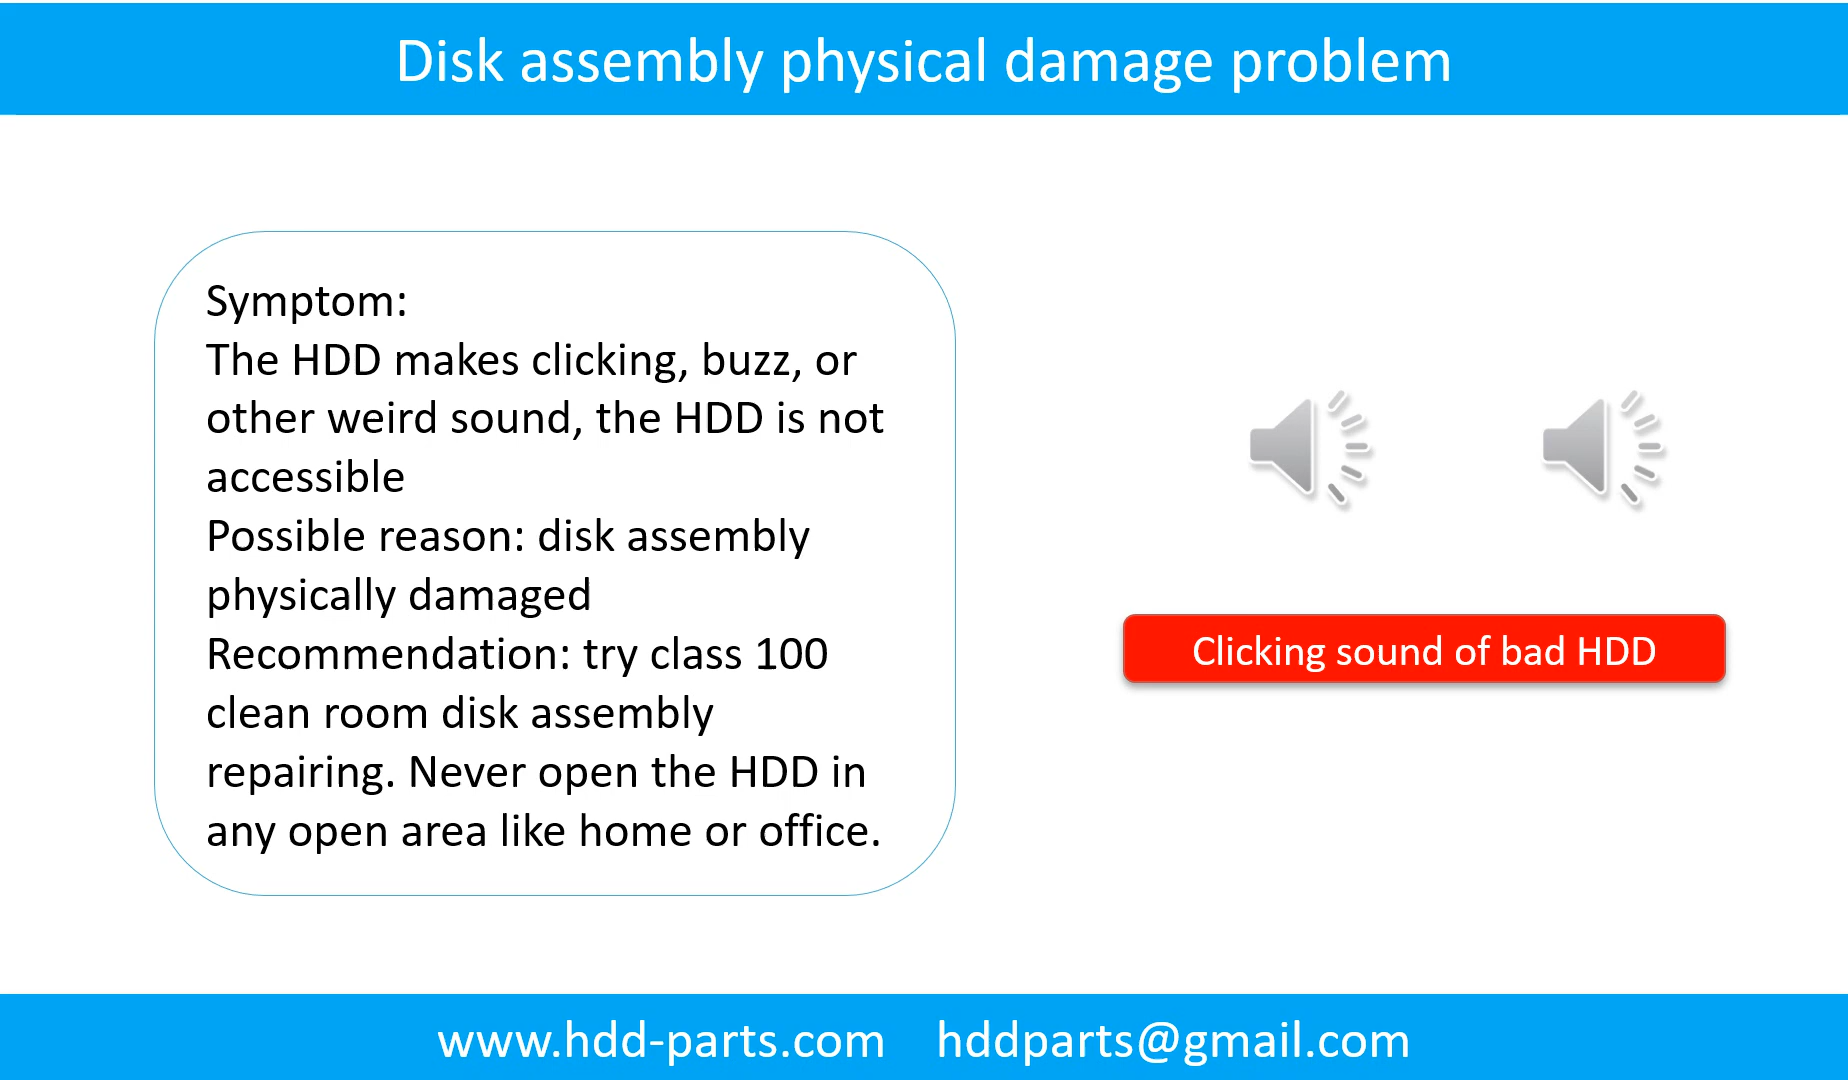 Disk assembly physical damage problem
Symptom:
The HDD makes clicking, buzz, or
other weird sound, the HDD is not
accessible
Possible reason: disk assembly
physically damaged
Recommendation: try class 100
clean room disk assembly
repairing. Never open the HDD in
any open area like home or office.
Clicking sound of bad HDD
www.hdd-parts.com    hddparts@gmail.com